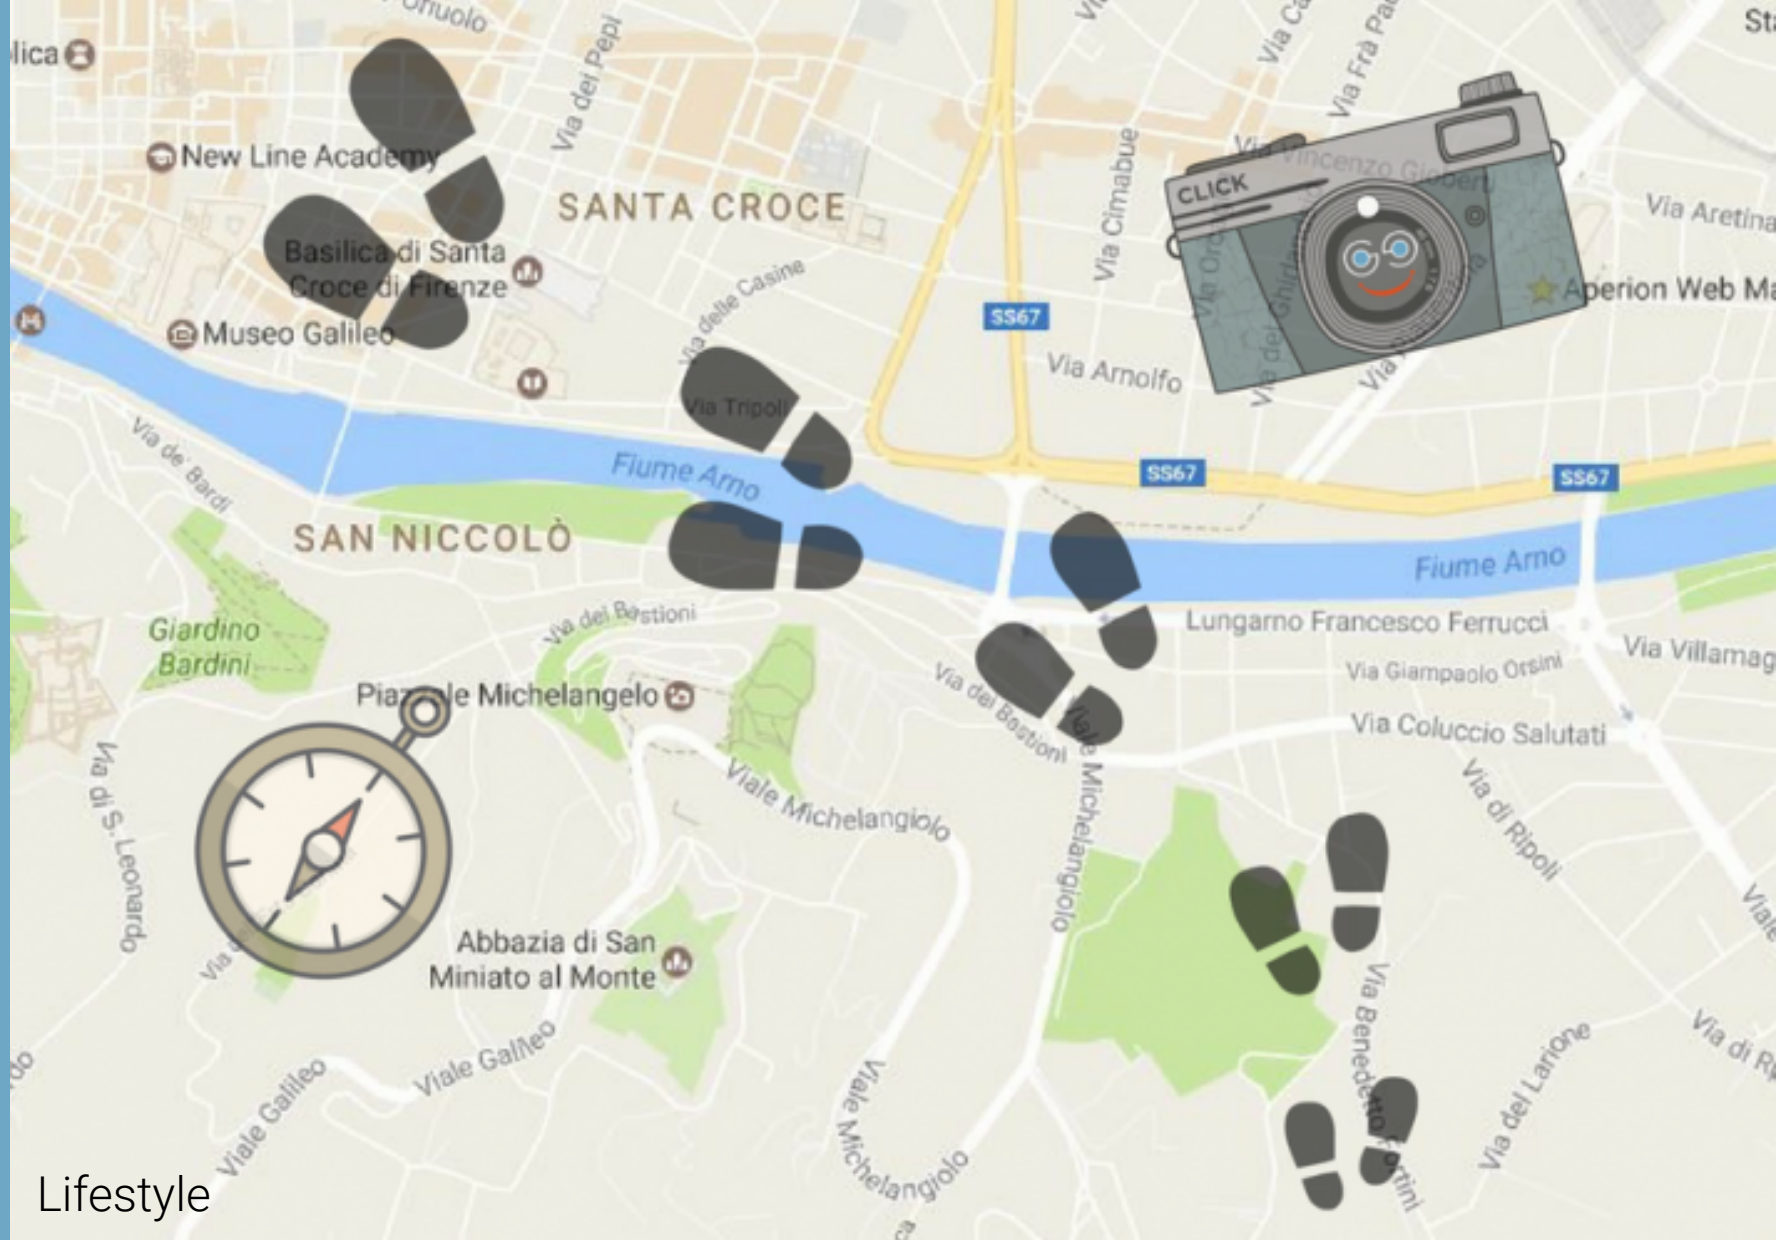 lica
New Line Academy
Via dei Pepi
SANTA CROCE
Basilica di Santa
Croce di Firenze
Museo Galileo
Via delle Casine
Via Tripoli
Via Cimabue
SS67
Via Arnolfo
CLICK
Via Vincenzo Gioberti
Via Aretina
Aperion Web Ma
Via de' Bardi
Fiume Arno
SS67
SS67
SAN NICCOLÒ
Fiume Arno
Giardino
Bardini
Via dei Bastioni
Lungarno Francesco Ferrucci
Via Villamag
Via Giampaolo Orsini
Piazzale Michelangelo
Via dei Bastioni
Via Coluccio Salutati
Viale Michelangiolo
Viale Michelangiolo
Via di Ripoli
Via di S. Leonardo
Abbazia di San
Miniato al Monte
Viale Galileo
Viale Galileo
Viale Michelangiolo
Via Benedetto Fortini
Via del Larione
Via di R
Viale
Lifestyle